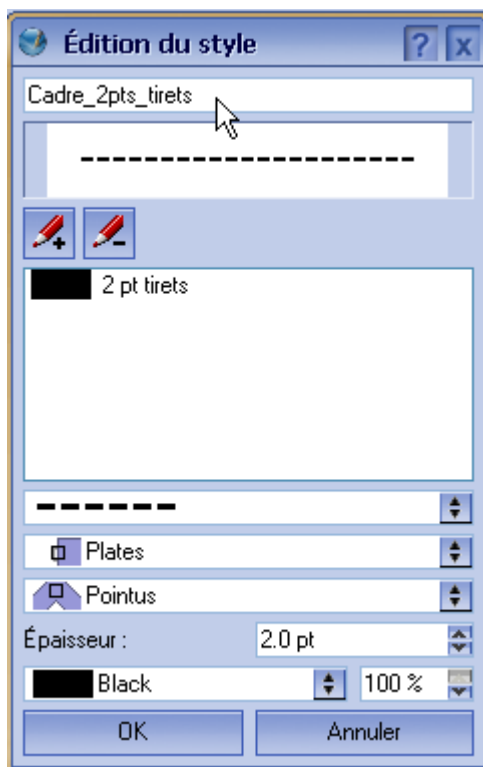 Édition du style
? x
Cadre_2pts_tirets
2 pt tirets
Plates
Pointus
Épaisseur : 2.0 pt
Black 100 %
OK Annuler